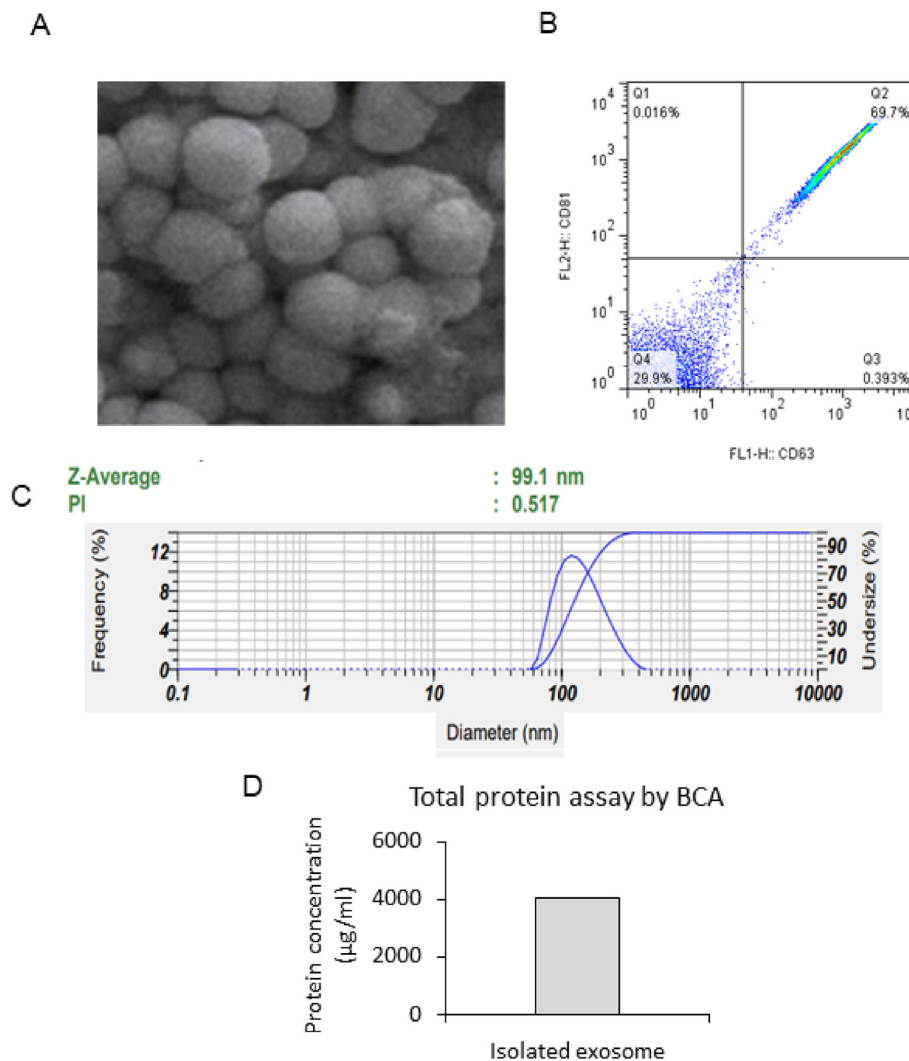 A
B
Q1
0.016%
Q2
69.7%
10^4
10^3
10^2
10^1
10^0
FL2-H:: CD81
Q4
29.9%
Q3
0.393%
10^0 10^1 10^2 10^3 10^4
FL1-H:: CD63
C
Z-Average : 99.1 nm
PI : 0.517
Frequency (%)
12
8
4
0
Undersize (%)
90
70
50
30
10
0.1 1 10 100 1000 10000
Diameter (nm)
D
Total protein assay by BCA
Protein concentration
(µg/ml)
6000
4000
2000
0
Isolated exosome